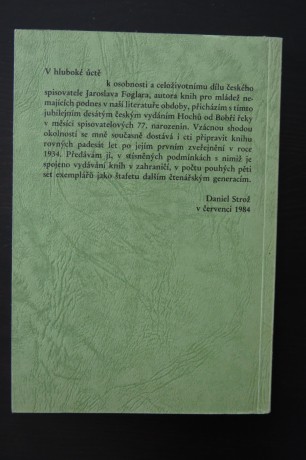 V hluboké úctě
k osobnosti a celoživotnímu dílu českého
spisovatele Jaroslava Foglara, autora knih pro mládež ne-
majících podnes v naší literatuře obdoby, přicházím s tímto
jubilejním desátým českým vydáním Hochů od Bobří řeky
v měsíci spisovatelových 77. narozenin. Vzácnou shodou
okolností se mně současně dostává i cti připravit knihu
rovných padesát let po jejím prvním zveřejnění v roce
1934. Předávám ji, v stísněných podmínkách s nimiž je
spojeno vydávání knih v zahraničí, v počtu pouhých pěti
set exemplářů jako štafetu dalším čtenářským generacím.
Daniel Strož
v červenci 1984